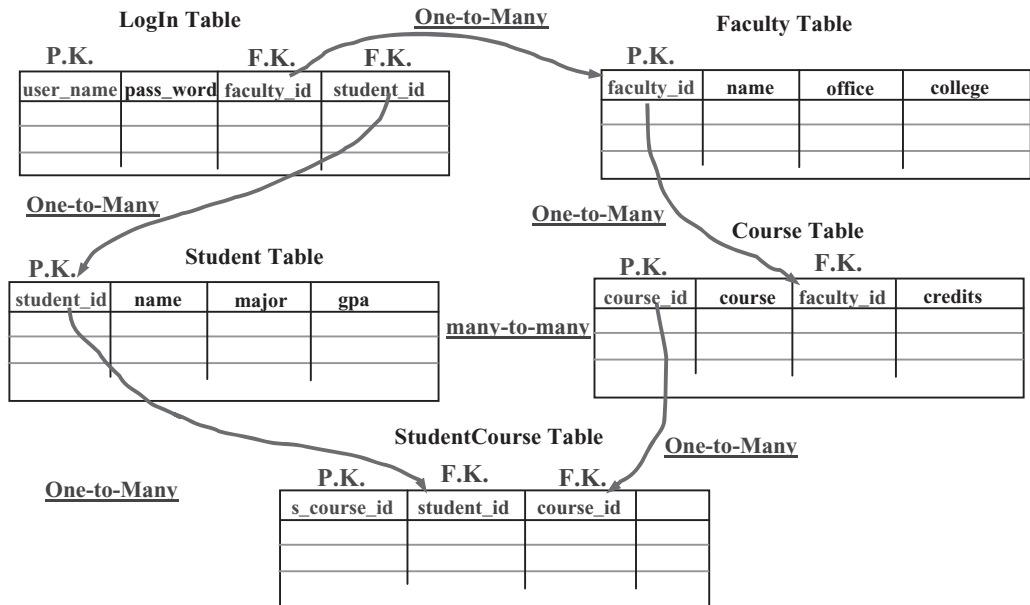 LogIn Table
One-to-Many
Faculty Table
P.K. F.K. F.K.
P.K.
user_name pass_word faculty_id student_id
faculty_id name office college
One-to-Many
One-to-Many
Student Table
Course Table
P.K.
P.K. F.K.
student_id name major gpa
course_id course faculty_id credits
many-to-many
StudentCourse Table
One-to-Many
P.K. F.K. F.K.
One-to-Many
s_course_id student_id course_id